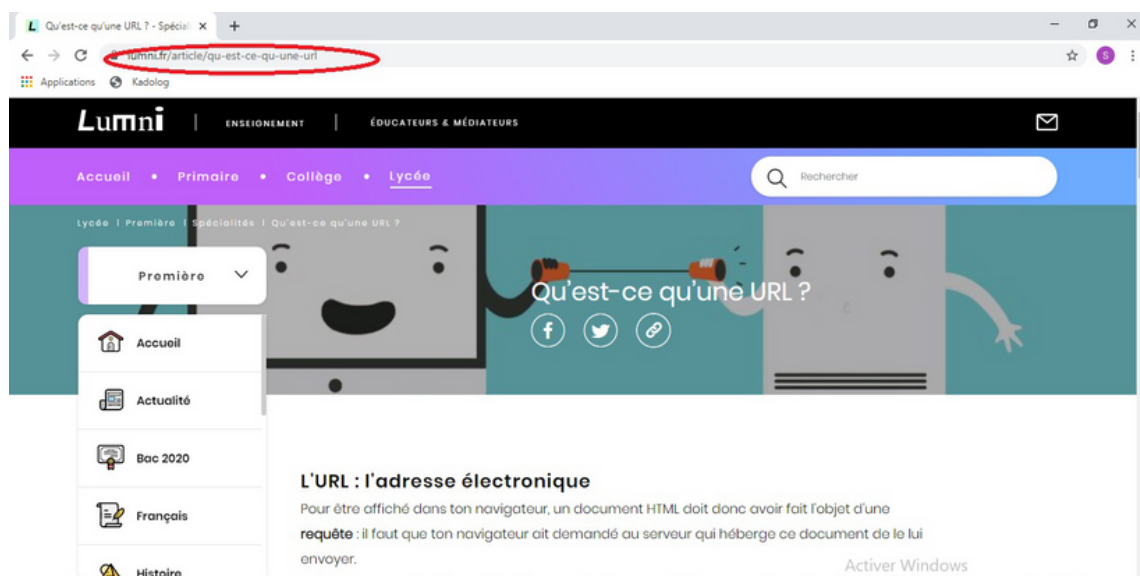 Qu'est-ce qu'une URL ? - Spécial
lumni.fr/article/qu-est-ce-qu-une-url
S
Applications Kadolog
Lumni | ENSEIGNEMENT | ÉDUCATEURS & MÉDIATEURS
Accueil • Primaire • Collège • Lycée
Rechercher
Lycée | Première | Spécialités | Qu'est-ce qu'une URL ?
Première
Qu'est-ce qu'une URL ?
Accueil
Actualité
Bac 2020
Français
Histoire
L'URL : l'adresse électronique
Pour être affiché dans ton navigateur, un document HTML doit donc avoir fait l'objet d'une
requête : il faut que ton navigateur ait demandé au serveur qui héberge ce document de le lui
envoyer.
Activer Windows